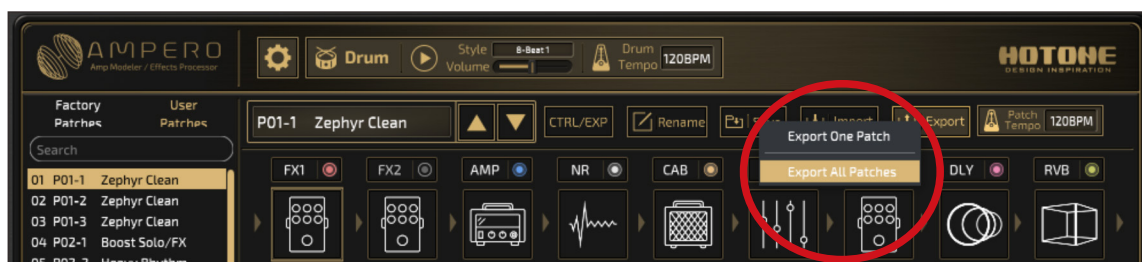 AMPERO
Amp Modeler / Effects Processor
Drum
Style
B-Beat1
Volume
Drum
Tempo
120BPM
HOTONE
DESIGN INSPIRATION
Factory
Patches
User
Patches
Search
P01-1 Zephyr Clean
CTRL/EXP
Rename
Export
Patch
Tempo
120BPM
Export One Patch
Export All Patches
01 P01-1 Zephyr Clean
02 P01-2 Zephyr Clean
03 P01-3 Zephyr Clean
04 P02-1 Boost Solo/FX
FX1
FX2
AMP
NR
CAB
DLY
RVB